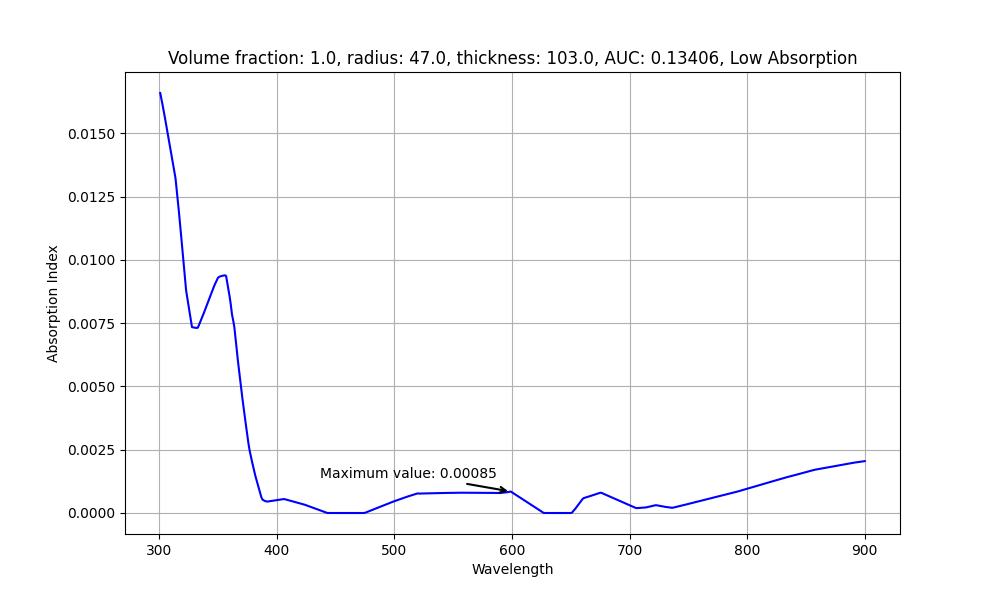 Volume fraction: 1.0, radius: 47.0, thickness: 103.0, AUC: 0.13406, Low Absorption
0.0150
0.0125
0.0100
0.0075
0.0050
0.0025
0.0000
Absorption Index
Maximum value: 0.00085
300 400 500 600 700 800 900
Wavelength